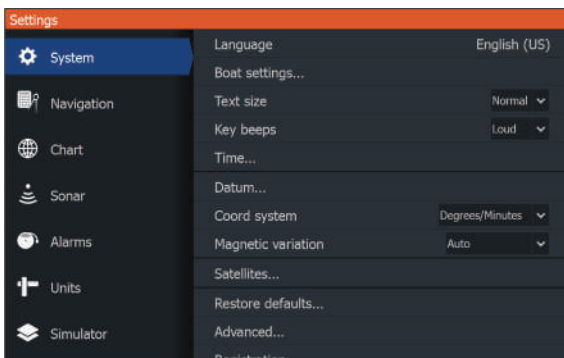 Settings
System
Navigation
Chart
Sonar
Alarms
Units
Simulator
Language English (US)
Boat settings...
Text size Normal
Key beeps Loud
Time...
Datum...
Coord system Degrees/Minutes
Magnetic variation Auto
Satellites...
Restore defaults...
Advanced...